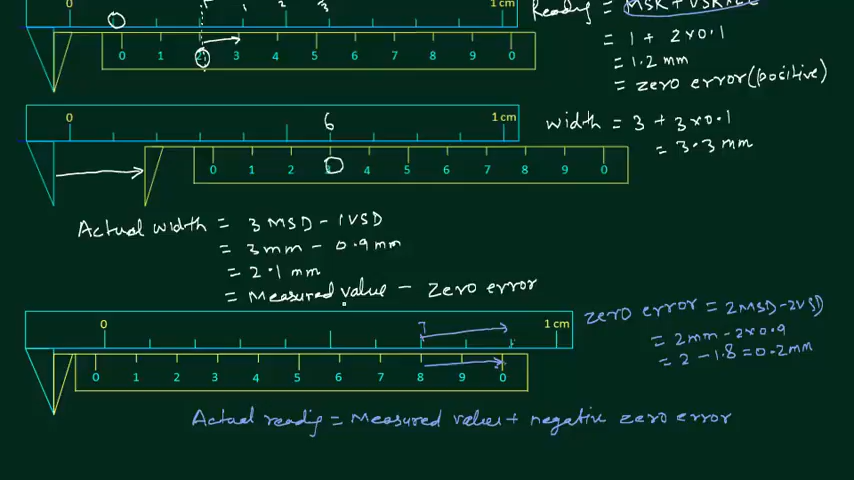 Reading = MSR + VSR×LC
0 1 2 3 1 cm
= 1 + 2×0.1
0 1 2 3 4 5 6 7 8 9 0
= 1.2 mm
= zero error (positive)
0 6 1 cm
width = 3 + 3×0.1
= 3.3 mm
0 1 2 3 4 5 6 7 8 9 0
Actual width = 3 MSD - 1VSD
= 3mm - 0.9 mm
= 2.1 mm
= Measured value - zero error
zero error = 2MSD-2VSD
0 7 1 cm
= 2mm - 2×0.9
= 2 - 1.8 = 0.2mm
0 1 2 3 4 5 6 7 8 9 0
Actual readig = Measured value + negative zero error